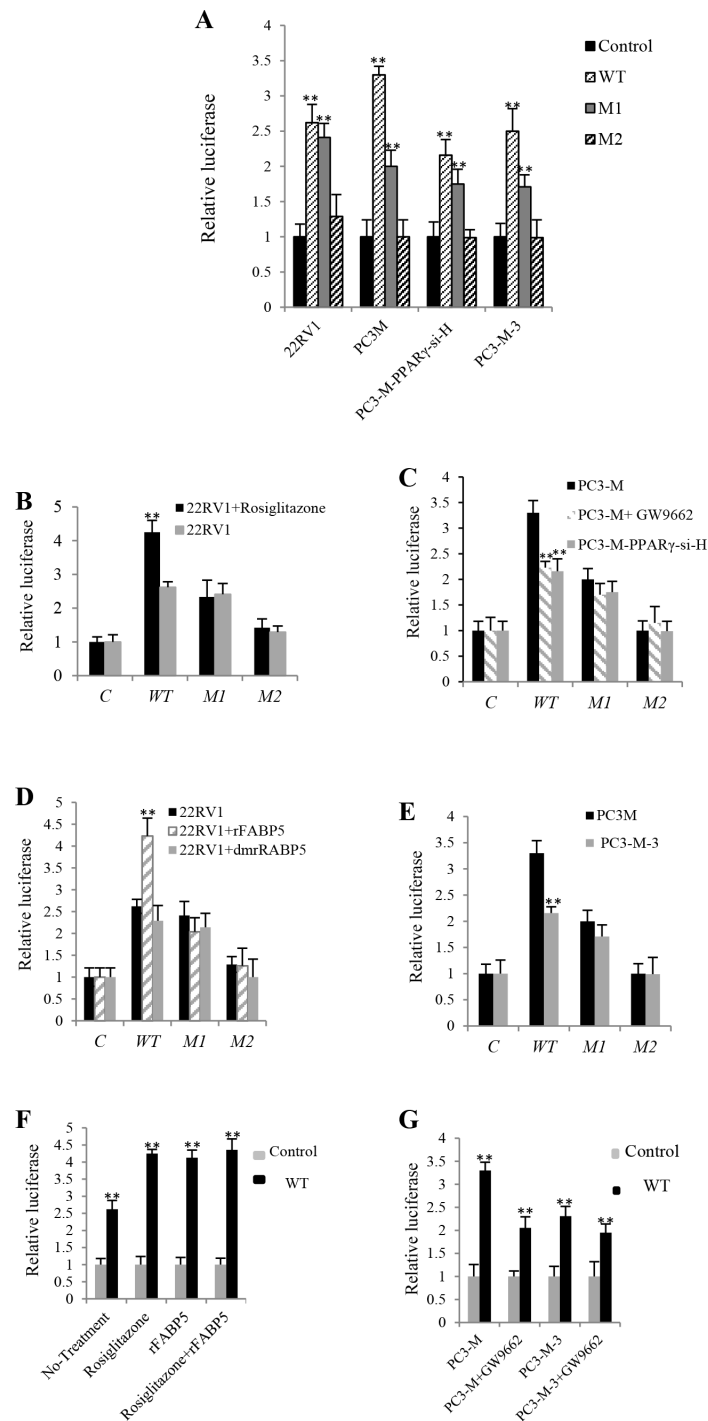 A
Relative luciferase
4
3.5
3
2.5
2
1.5
1
0.5
0
** ** ** ** ** ** ** **
Control
WT
M1
M2
22RV1
PC3M
PC3-M-PPARγ-si-H
PC3-M-3
B
Relative luciferase
5
4
3
2
1
0
**
22RV1+Rosiglitazone
22RV1
C WT M1 M2
C
Relative luciferase
4
3.5
3
2.5
2
1.5
1
0.5
0
** **
PC3-M
PC3-M+ GW9662
PC3-M-PPARγ-si-H
C WT M1 M2
D
Relative luciferase
5
4.5
4
3.5
3
2.5
2
1.5
1
0.5
0
**
22RV1
22RV1+rFABP5
22RV1+dmrRABP5
C WT M1 M2
E
Relative luciferase
4
3.5
3
2.5
2
1.5
1
0.5
0
**
PC3M
PC3-M-3
C WT M1 M2
F
Relative luciferase
5
4.5
4
3.5
3
2.5
2
1.5
1
0.5
0
** ** ** **
Control
WT
No-Treatment
Rosiglitazone
rFABP5
Rosiglitazone+rFABP5
G
Relative luciferase
4
3.5
3
2.5
2
1.5
1
0.5
0
** ** ** **
Control
WT
PC3-M
PC3-M+GW9662
PC3-M-3
PC3-M-3+GW9662